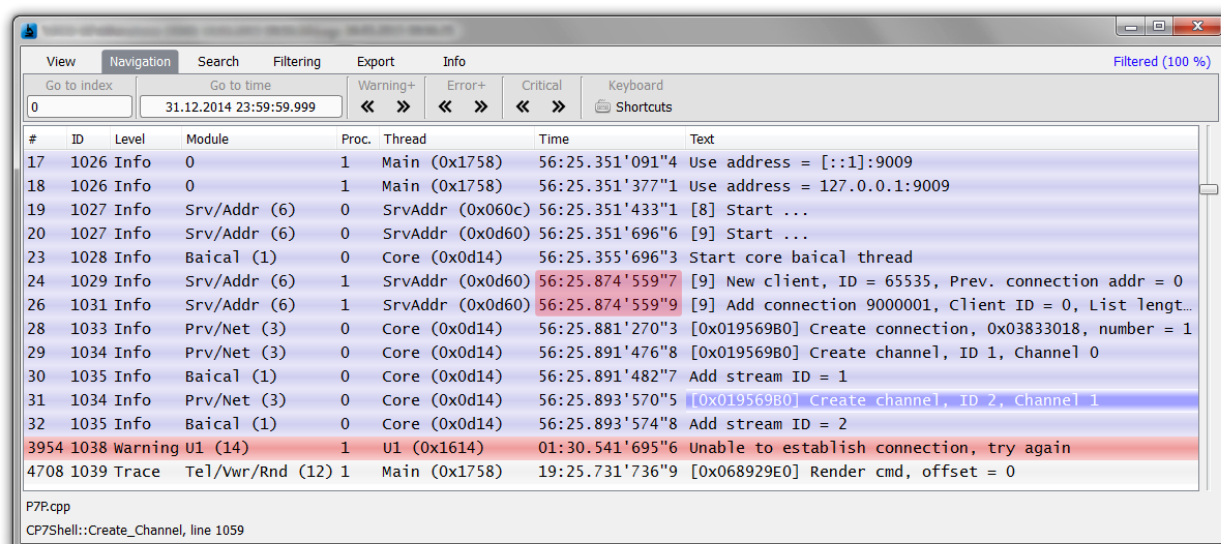 View Navigation Search Filtering Export Info Filtered (100 %)
Go to index Go to time Warning+ Error+ Critical Keyboard
0 31.12.2014 23:59:59.999 Shortcuts
# ID Level Module Proc. Thread Time Text
17 1026 Info 0 1 Main (0x1758) 56:25.351'091"4 Use address = [::1]:9009
18 1026 Info 0 1 Main (0x1758) 56:25.351'377"1 Use address = 127.0.0.1:9009
19 1027 Info Srv/Addr (6) 0 SrvAddr (0x060c) 56:25.351'433"1 [8] Start ...
20 1027 Info Srv/Addr (6) 0 SrvAddr (0x0d60) 56:25.351'696"6 [9] Start ...
23 1028 Info Baical (1) 0 Core (0x0d14) 56:25.355'696"3 Start core baical thread
24 1029 Info Srv/Addr (6) 1 SrvAddr (0x0d60) 56:25.874'559"7 [9] New client, ID = 65535, Prev. connection addr = 0
26 1031 Info Srv/Addr (6) 1 SrvAddr (0x0d60) 56:25.874'559"9 [9] Add connection 9000001, Client ID = 0, List lengt...
28 1033 Info Prv/Net (3) 0 Core (0x0d14) 56:25.881'270"3 [0x019569B0] Create connection, 0x03833018, number = 1
29 1034 Info Prv/Net (3) 0 Core (0x0d14) 56:25.891'476"8 [0x019569B0] Create channel, ID 1, Channel 0
30 1035 Info Baical (1) 0 Core (0x0d14) 56:25.891'482"7 Add stream ID = 1
31 1034 Info Prv/Net (3) 0 Core (0x0d14) 56:25.893'570"5 [0x019569B0] Create channel, ID 2, Channel 1
32 1035 Info Baical (1) 0 Core (0x0d14) 56:25.893'574"8 Add stream ID = 2
3954 1038 Warning U1 (14) 1 U1 (0x1614) 01:30.541'695"6 Unable to establish connection, try again
4708 1039 Trace Tel/Vwr/Rnd (12) 1 Main (0x1758) 19:25.731'736"9 [0x068929E0] Render cmd, offset = 0
P7P.cpp
CP7Shell::Create_Channel, line 1059